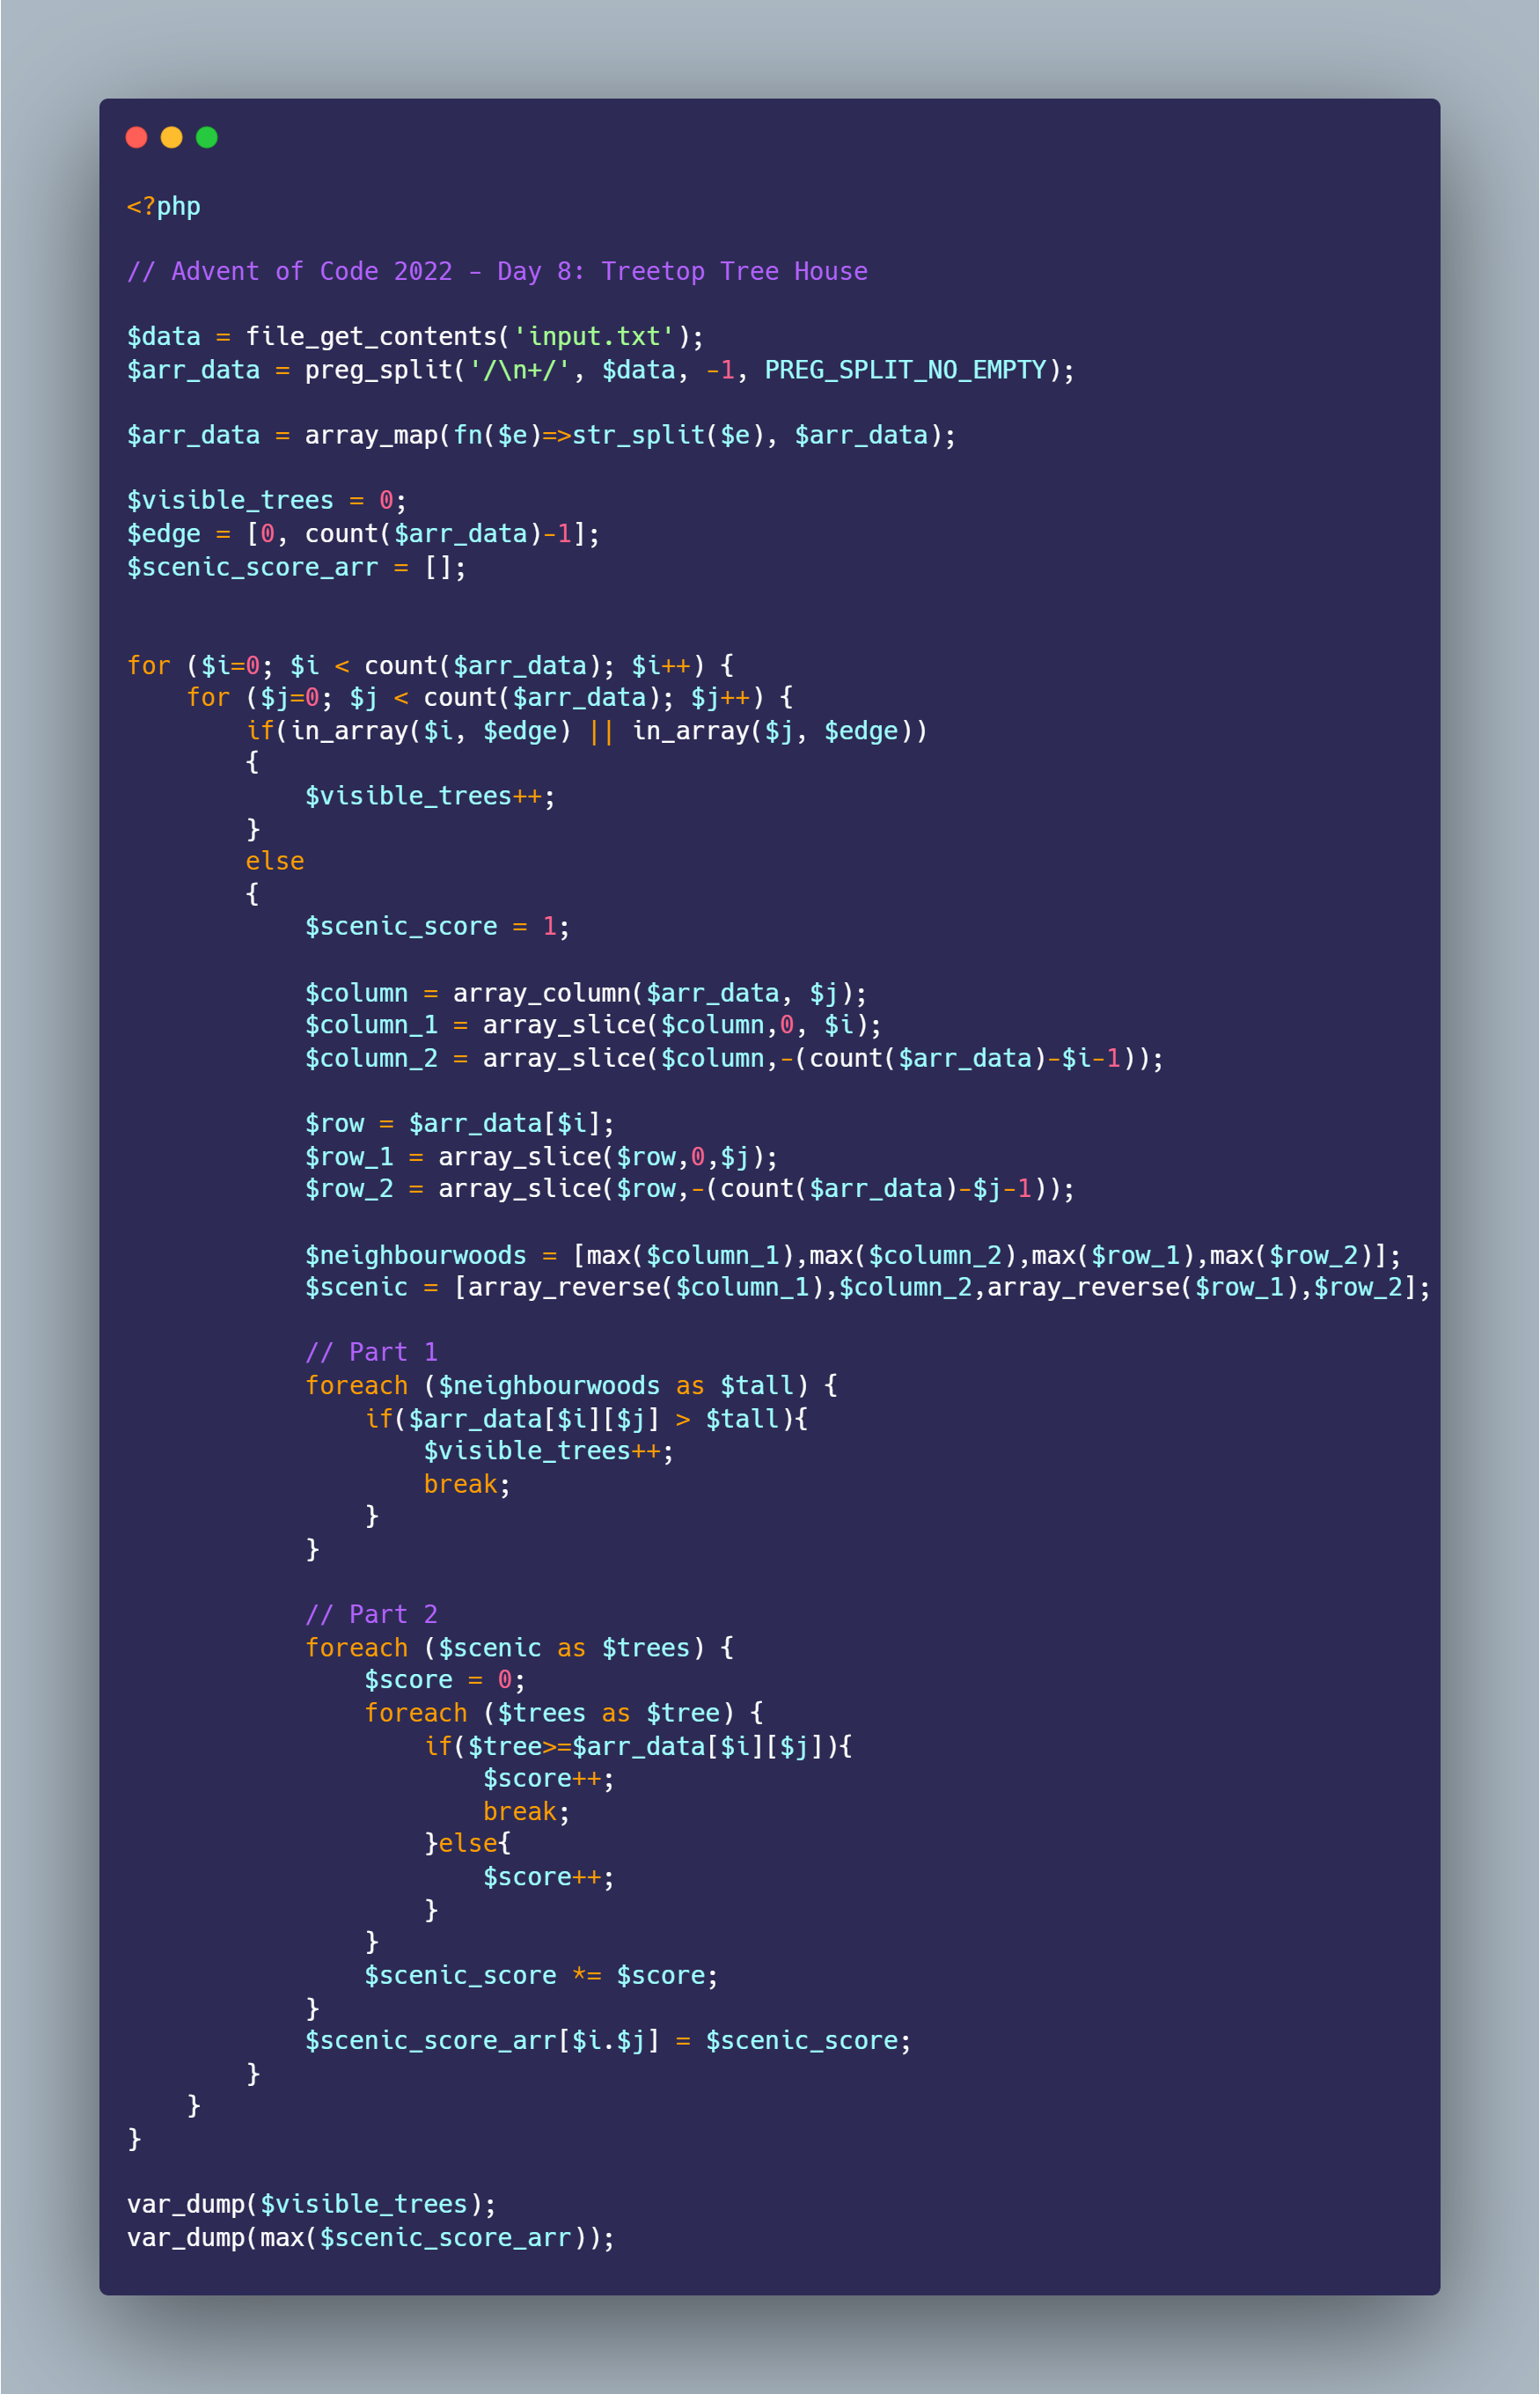 <?php
// Advent of Code 2022 - Day 8: Treetop Tree House
$data = file_get_contents('input.txt');
$arr_data = preg_split('/\n+/', $data, -1, PREG_SPLIT_NO_EMPTY);
$arr_data = array_map(fn($e)=>str_split($e), $arr_data);
$visible_trees = 0;
$edge = [0, count($arr_data)-1];
$scenic_score_arr = [];
for ($i=0; $i < count($arr_data); $i++) {
    for ($j=0; $j < count($arr_data); $j++) {
        if(in_array($i, $edge) || in_array($j, $edge))
        {
            $visible_trees++;
        }
        else
        {
            $scenic_score = 1;
            $column = array_column($arr_data, $j);
            $column_1 = array_slice($column,0, $i);
            $column_2 = array_slice($column,-(count($arr_data)-$i-1));
            $row = $arr_data[$i];
            $row_1 = array_slice($row,0,$j);
            $row_2 = array_slice($row,-(count($arr_data)-$j-1));
            $neighbourwoods = [max($column_1),max($column_2),max($row_1),max($row_2)];
            $scenic = [array_reverse($column_1),$column_2,array_reverse($row_1),$row_2];
            // Part 1
            foreach ($neighbourwoods as $tall) {
                if($arr_data[$i][$j] > $tall){
                    $visible_trees++;
                    break;
                }
            }
            // Part 2
            foreach ($scenic as $trees) {
                $score = 0;
                foreach ($trees as $tree) {
                    if($tree>=$arr_data[$i][$j]){
                        $score++;
                        break;
                    }else{
                        $score++;
                    }
                }
                $scenic_score *= $score;
            }
            $scenic_score_arr[$i.$j] = $scenic_score;
        }
    }
}
var_dump($visible_trees);
var_dump(max($scenic_score_arr));